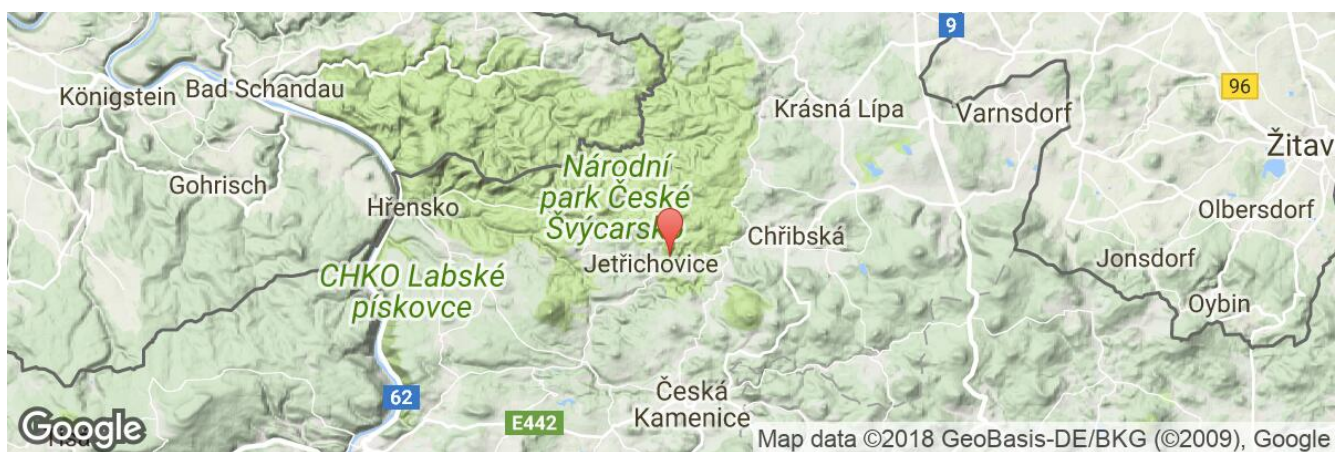 9
96
Königstein
Bad Schandau
Krásná Lípa
Varnsdorf
Žitav
Národní
park České
Švýcarsko
Gohrisch
Hřensko
Olbersdorf
Chřibská
Jetřichovice
Jonsdorf
CHKO Labské
pískovce
Oybin
62
Česká
Kamenice
E442
Google
Map data ©2018 GeoBasis-DE/BKG (©2009), Google